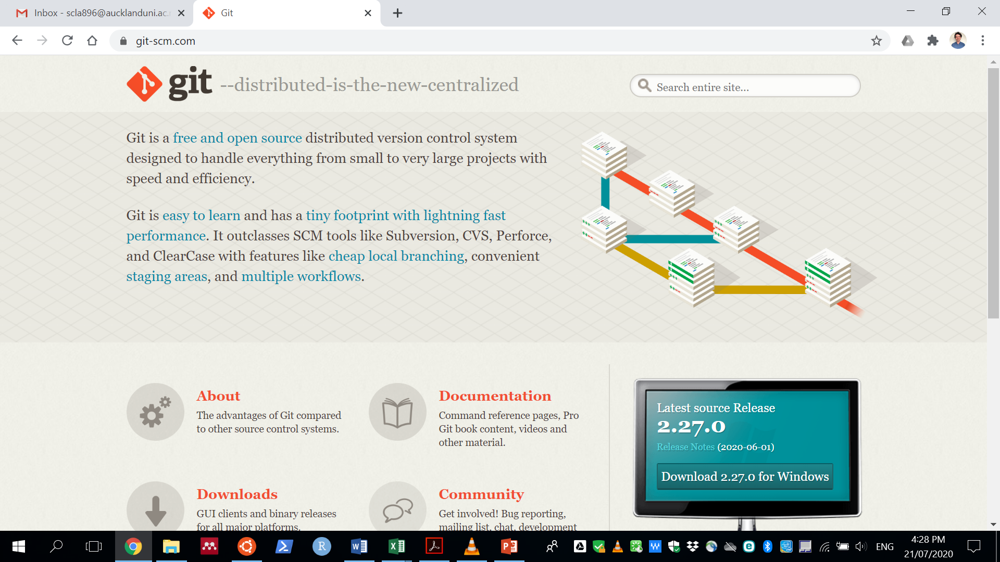 Inbox - scla896@aucklanduni.ac.
Git
git-scm.com
git --distributed-is-the-new-centralized
Search entire site...
Git is a free and open source distributed version control system
designed to handle everything from small to very large projects with
speed and efficiency.
Git is easy to learn and has a tiny footprint with lightning fast
performance. It outclasses SCM tools like Subversion, CVS, Perforce,
and ClearCase with features like cheap local branching, convenient
staging areas, and multiple workflows.
About
The advantages of Git compared
to other source control systems.
Documentation
Command reference pages, Pro
Git book content, videos and
other material.
Downloads
GUI clients and binary releases
for all major platforms.
Community
Get involved! Bug reporting,
mailing list, chat, development
Latest source Release
2.27.0
Release Notes (2020-06-01)
Download 2.27.0 for Windows
ENG
4:28 PM
21/07/2020